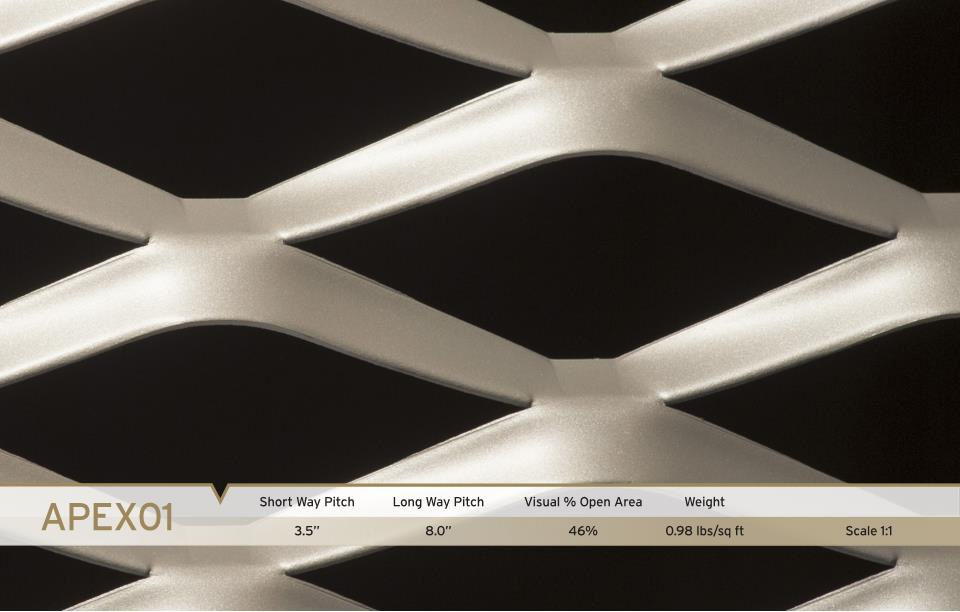 APEX01
Short Way Pitch Long Way Pitch Visual % Open Area Weight
3.5” 8.0” 46% 0.98 lbs/sq ft Scale 1:1